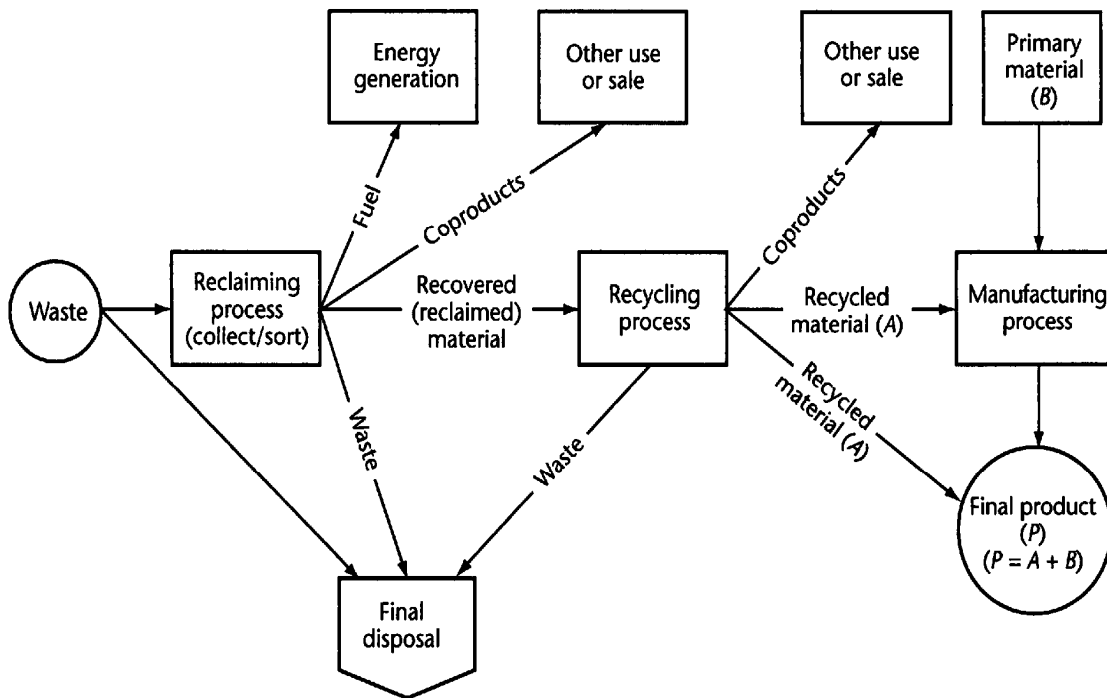 Energy
generation
Other use
or sale
Other use
or sale
Primary
material
(B)
Fuel
Coproducts
Coproducts
Waste
Reclaiming
process
(collect/sort)
Recovered
(reclaimed)
material
Recycling
process
Recycled
material (A)
Manufacturing
process
Recycled
material (A)
Waste
Waste
Final product
(P)
(P = A + B)
Final
disposal